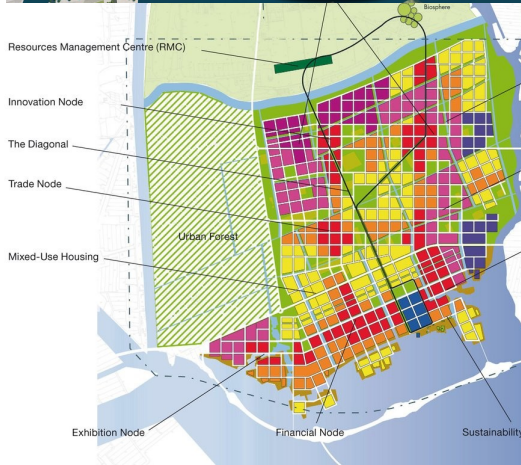 Biosphere
Resources Management Centre (RMC)
Innovation Node
The Diagonal
Trade Node
Urban Forest
Mixed-Use Housing
Exhibition Node
Financial Node
Sustainability